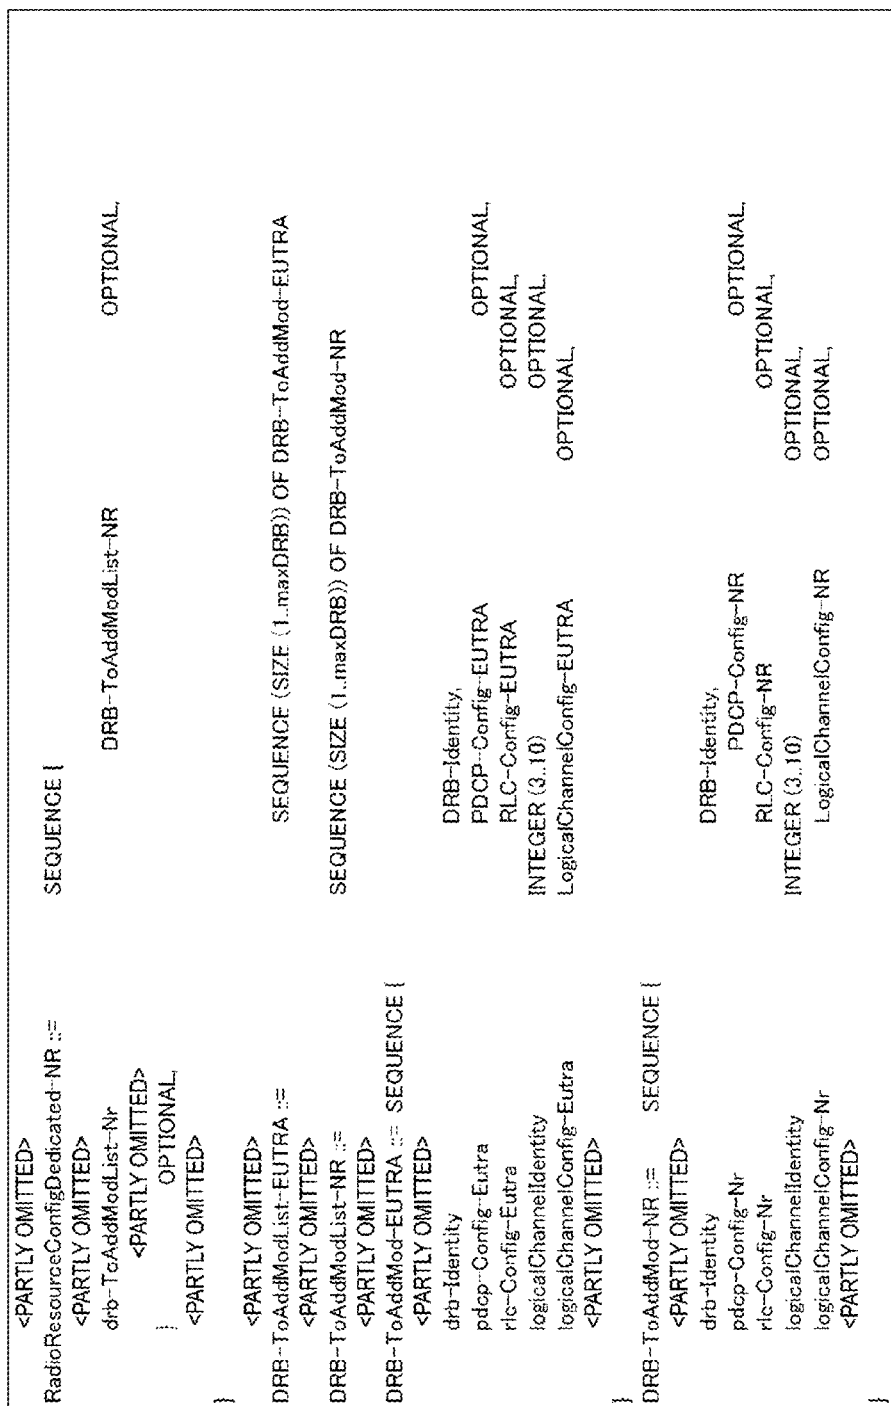 <PARTLY OMITTED>
RadioResourceConfigDedicated-NR ::= SEQUENCE {
<PARTLY OMITTED>
drb-ToAddModList-Nr DRB-ToAddModList-NR OPTIONAL,
<PARTLY OMITTED>
} OPTIONAL,
<PARTLY OMITTED>
}
<PARTLY OMITTED>
DRB-ToAddModList-EUTRA ::= SEQUENCE (SIZE (1..maxDRB)) OF DRB-ToAddMod-EUTRA
<PARTLY OMITTED>
DRB-ToAddModList-NR ::= SEQUENCE (SIZE (1..maxDRB)) OF DRB-ToAddMod-NR
<PARTLY OMITTED>
DRB-ToAddMod-EUTRA ::= SEQUENCE {
<PARTLY OMITTED>
drb-Identity DRB-Identity,
pdcp-Config-Eutra PDCP-Config-EUTRA OPTIONAL,
rlc-Config-Eutra RLC-Config-EUTRA OPTIONAL,
logicalChannelIdentity INTEGER (3..10) OPTIONAL,
logicalChannelConfig-Eutra LogicalChannelConfig-EUTRA OPTIONAL,
<PARTLY OMITTED>
}
DRB-ToAddMod-NR ::= SEQUENCE {
<PARTLY OMITTED>
drb-Identity DRB-Identity,
pdcp-Config-Nr PDCP-Config-NR OPTIONAL,
rlc-Config-Nr RLC-Config-NR OPTIONAL,
logicalChannelIdentity INTEGER (3..10) OPTIONAL,
logicalChannelConfig-Nr LogicalChannelConfig-NR OPTIONAL,
<PARTLY OMITTED>
}